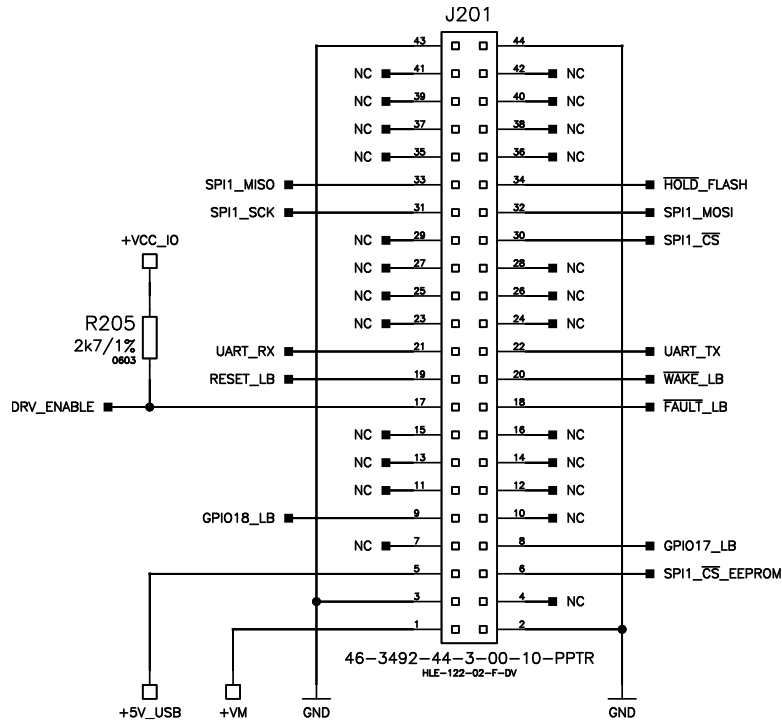 J201
43 44
NC 41 42 NC
NC 39 40 NC
NC 37 38 NC
NC 35 36 NC
SPI1_MISO 33 34 HOLD_FLASH
SPI1_SCK 31 32 SPI1_MOSI
NC 29 30 SPI1_CS
+VCC_IO
NC 27 28 NC
NC 25 26 NC
R205
NC 23 24 NC
2k7/1%
0603
UART_RX 21 22 UART_TX
RESET_LB 19 20 WAKE_LB
DRV_ENABLE 17 18 FAULT_LB
NC 15 16 NC
NC 13 14 NC
NC 11 12 NC
GPIO18_LB 9 10 NC
NC 7 8 GPIO17_LB
5 6 SPI1_CS_EEPROM
3 4 NC
1 2
46-3492-44-3-00-10-PPTR
HLE-122-02-F-DV
+5V_USB +VM GND GND